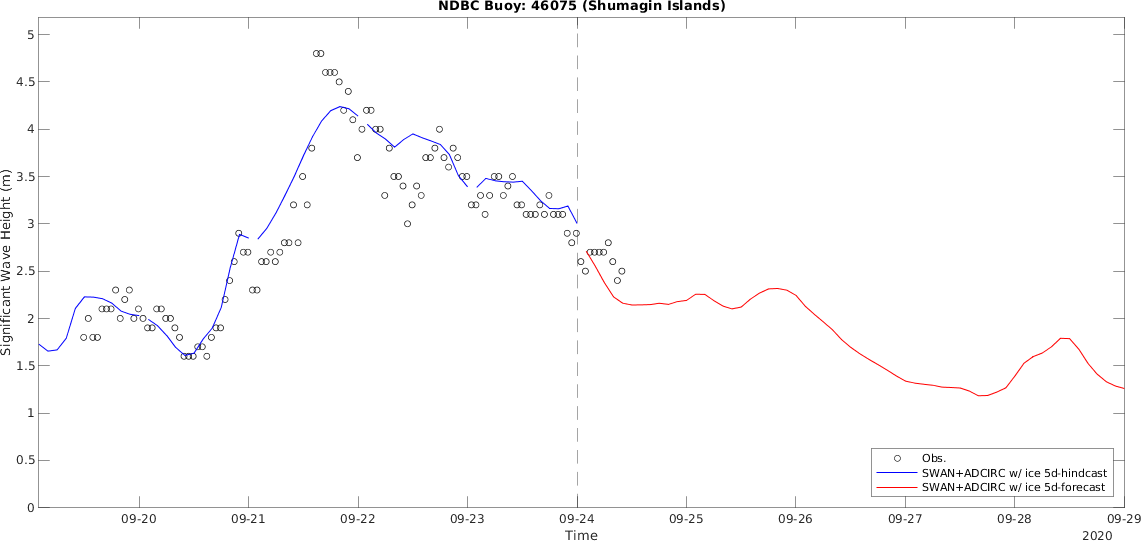 NDBC Buoy: 46075 (Shumagin Islands)
Significant Wave Height (m)
5
4.5
4
3.5
3
2.5
2
1.5
1
0.5
0
Obs.
SWAN+ADCIRC w/ ice 5d-hindcast
SWAN+ADCIRC w/ ice 5d-forecast
09-20 09-21 09-22 09-23 09-24 09-25 09-26 09-27 09-28 09-29
Time
2020